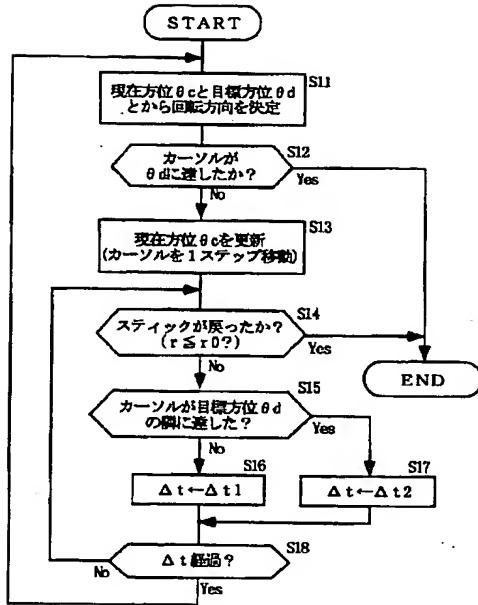 START
S11
現在方位θcと目標方位θd
とから回転方向を決定
S12
カーソルが
θdに達したか?
Yes
No
S13
現在方位θcを更新
(カーソルを1ステップ移動)
S14
スティックが戻ったか?
(r≦r0?)
Yes
No
END
S15
カーソルが目標方位θd
の隣に達した?
Yes
No
S16
Δt←Δt1
S17
Δt←Δt2
S18
Δt経過?
No
Yes